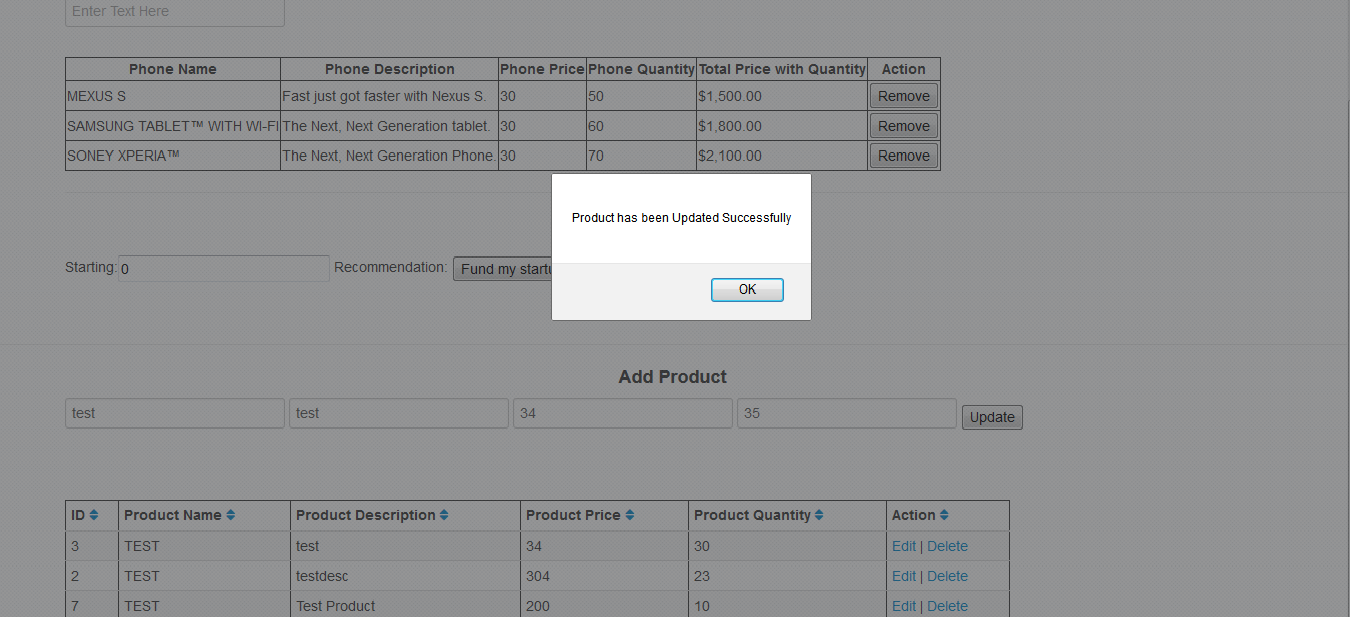 Enter Text Here
Phone Name Phone Description Phone Price Phone Quantity Total Price with Quantity Action
MEXUS S Fast just got faster with Nexus S. 30 50 $1,500.00 Remove
SAMSUNG TABLET™ WITH WI-FI The Next, Next Generation tablet. 30 60 $1,800.00 Remove
SONEY XPERIA™ The Next, Next Generation Phone. 30 70 $2,100.00 Remove
Product has been Updated Successfully
OK
Starting: 0 Recommendation: Fund my startu
Add Product
test test 34 35 Update
ID Product Name Product Description Product Price Product Quantity Action
3 TEST test 34 30 Edit | Delete
2 TEST testdesc 304 23 Edit | Delete
7 TEST Test Product 200 10 Edit | Delete